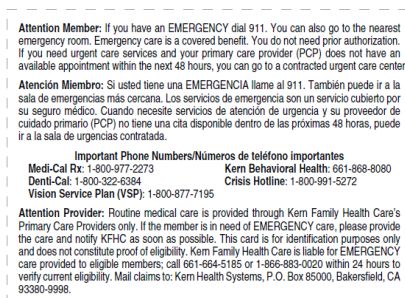 Attention Member: If you have an EMERGENCY dial 911. You can also go to the nearest
emergency room. Emergency care is a covered benefit. You do not need prior authorization.
If you need urgent care services and your primary care provider (PCP) does not have an
available appointment within the next 48 hours, you can go to a contracted urgent care center
Atención Miembro: Si usted tiene una EMERGENCIA llame al 911. También puede ir a la
sala de emergencias más cercana. Los servicios de emergencia son un servicio cubierto por
su seguro médico. Cuando necesite servicios de atención de urgencia y su proveedor de
cuidado primario (PCP) no tiene una cita disponible dentro de las próximas 48 horas, puede
ir a la sala de urgencias contratada.
Important Phone Numbers/Números de teléfono importantes
Medi-Cal Rx: 1-800-977-2273 Kern Behavioral Health: 661-868-8080
Denti-Cal: 1-800-322-6384 Crisis Hotline: 1-800-991-5272
Vision Service Plan (VSP): 1-800-877-7195
Attention Provider: Routine medical care is provided through Kern Family Health Care's
Primary Care Providers only. If the member is in need of EMERGENCY care, please provide
the care and notify KFHC as soon as possible. This card is for identification purposes only
and does not constitute proof of eligibility. Kern Family Health Care is liable for EMERGENCY
care provided to eligible members; call 661-664-5185 or 1-866-883-0020 within 24 hours to
verify current eligibility. Mail claims to: Kern Health Systems, P.O. Box 85000, Bakersfield, CA
93380-9998.